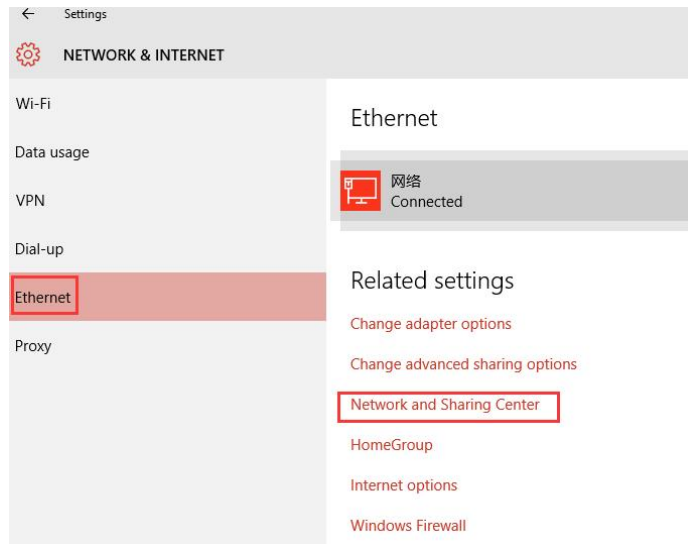 Settings
NETWORK & INTERNET
Wi-Fi
Data usage
VPN
Dial-up
Ethernet
Proxy
Ethernet
网络
Connected
Related settings
Change adapter options
Change advanced sharing options
Network and Sharing Center
HomeGroup
Internet options
Windows Firewall